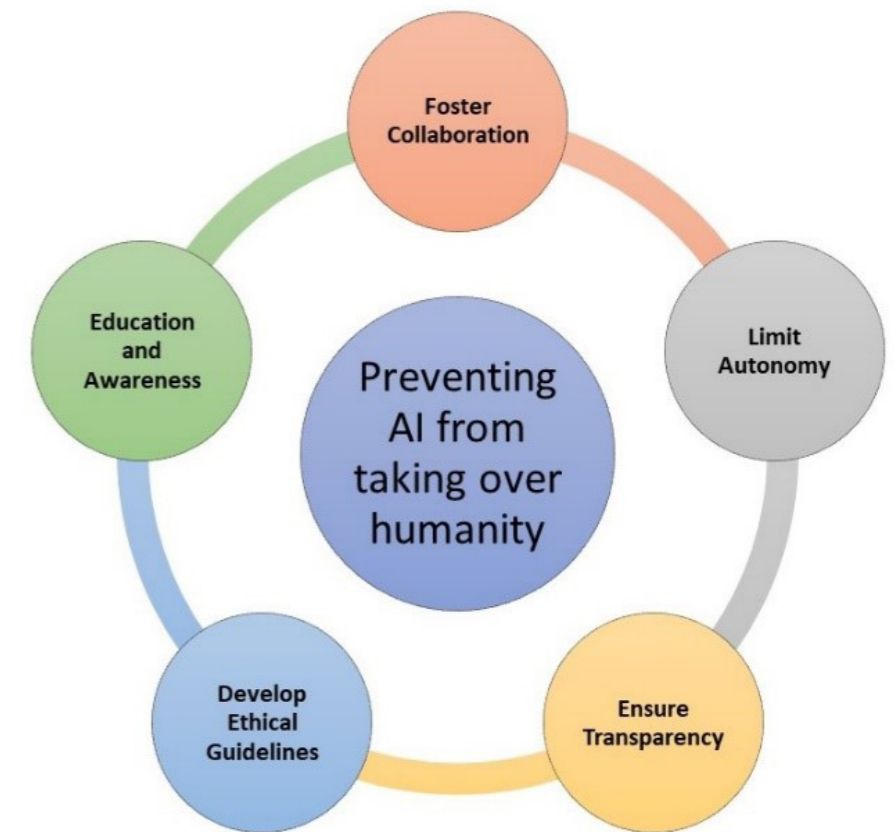 Foster
Collaboration
Limit
Autonomy
Ensure
Transparency
Develop
Ethical
Guidelines
Education
and
Awareness
Preventing
AI from
taking over
humanity